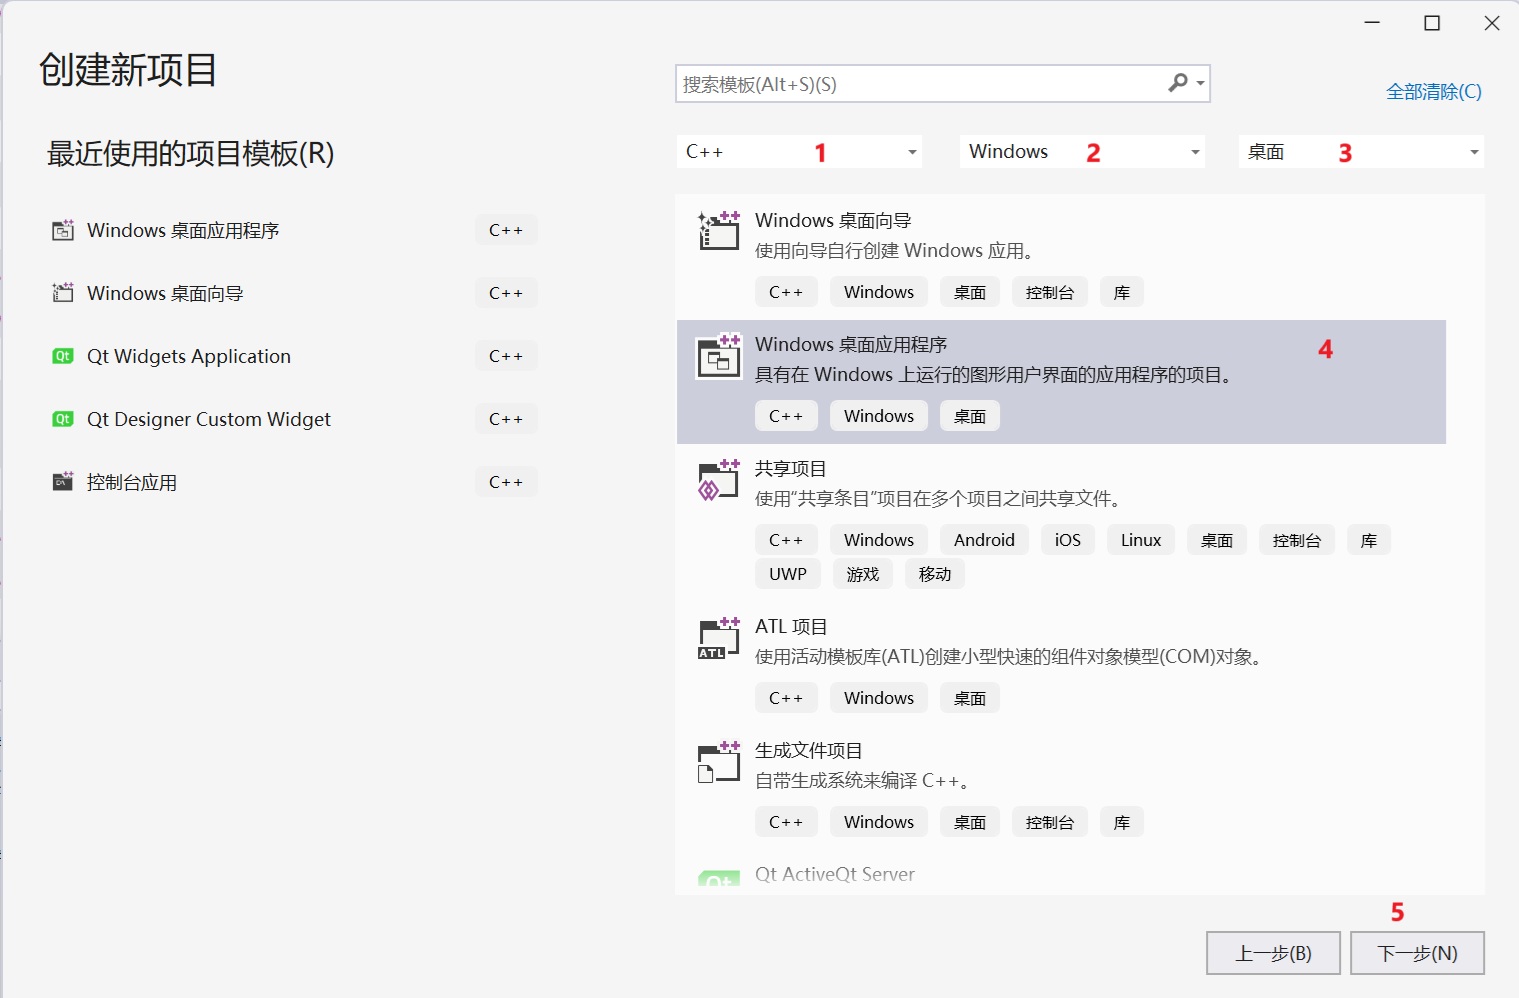 创建新项目
搜索模板(Alt+S)(S)
全部清除(C)
最近使用的项目模板(R)
Windows 桌面应用程序 C++
Windows 桌面向导 C++
Qt Qt Widgets Application C++
Qt Qt Designer Custom Widget C++
控制台应用 C++
C++ 1 Windows 2 桌面 3
Windows 桌面向导
使用向导自行创建 Windows 应用。
C++ Windows 桌面 控制台 库
Windows 桌面应用程序 4
具有在 Windows 上运行的图形用户界面的应用程序的项目。
C++ Windows 桌面
共享项目
使用“共享条目”项目在多个项目之间共享文件。
C++ Windows Android iOS Linux 桌面 控制台 库
UWP 游戏 移动
ATL 项目
ATL
使用活动模板库(ATL)创建小型快速的组件对象模型(COM)对象。
C++ Windows 桌面
生成文件项目
自带生成系统来编译 C++。
C++ Windows 桌面 控制台 库
Qt Qt ActiveQt Server
5
上一步(B) 下一步(N)